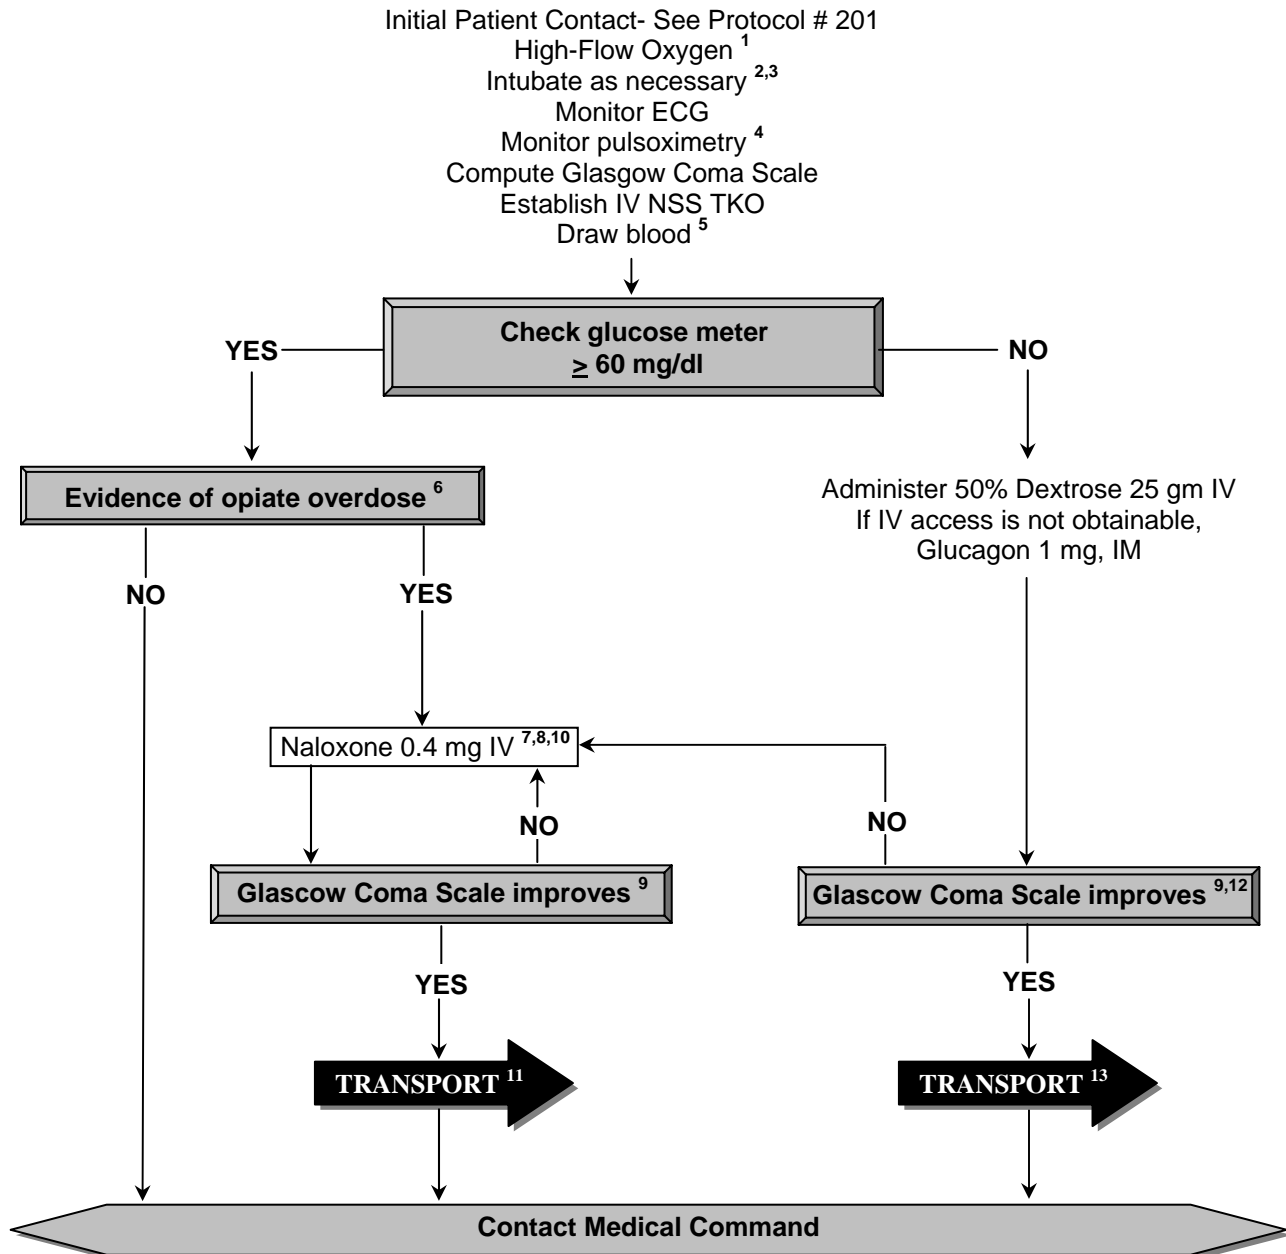 Initial Patient Contact- See Protocol # 201
High-Flow Oxygen 1
Intubate as necessary 2,3
Monitor ECG
Monitor pulsoximetry 4
Compute Glasgow Coma Scale
Establish IV NSS TKO
Draw blood 5
Check glucose meter
≥ 60 mg/dl
YES
NO
Evidence of opiate overdose 6
Administer 50% Dextrose 25 gm IV
If IV access is not obtainable,
Glucagon 1 mg, IM
NO
YES
Naloxone 0.4 mg IV 7,8,10
NO
NO
Glascow Coma Scale improves 9
Glascow Coma Scale improves 9,12
YES
YES
TRANSPORT 11
TRANSPORT 13
Contact Medical Command